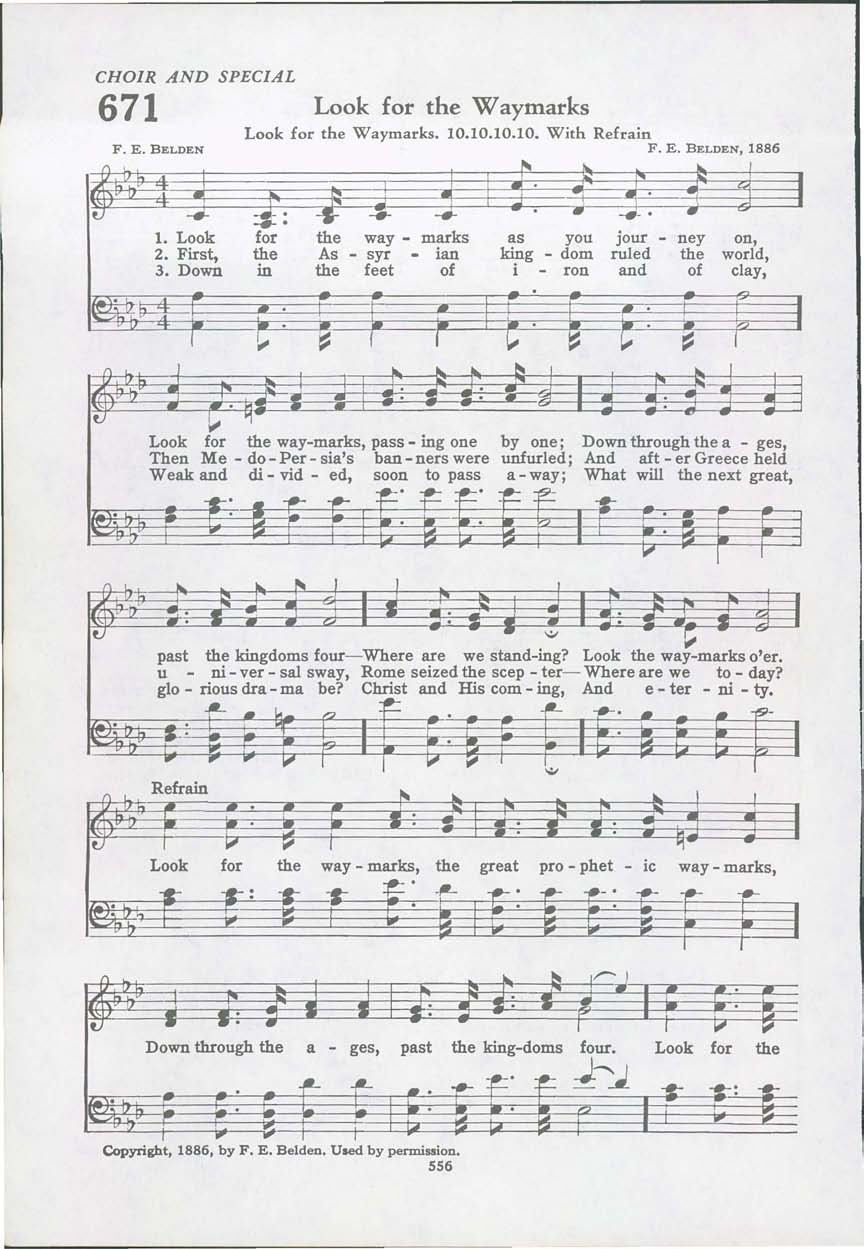 CHOIR AND SPECIAL
671 Look for the Waymarks
Look for the Waymarks. 10.10.10.10. With Refrain
F. E. BELDEN F. E. BELDEN, 1886
1. Look for the way - marks as you jour - ney on,
2. First, the As - syr - ian king - dom ruled the world,
3. Down in the feet of i - ron and of clay,
Look for the way-marks, pass - ing one by one; Down through the a - ges,
Then Me - do - Per - sia's ban - ners were unfurled; And aft - er Greece held
Weak and di - vid - ed, soon to pass a - way; What will the next great,
past the kingdoms four—Where are we stand-ing? Look the way-marks o'er.
u - ni - ver - sal sway, Rome seized the scep - ter—Where are we to - day?
glo - rious dra - ma be? Christ and His com - ing, And e - ter - ni - ty.
Refrain
Look for the way - marks, the great pro - phet - ic way - marks,
Down through the a - ges, past the king-doms four. Look for the
Copyright, 1886, by F. E. Belden. Used by permission.
556